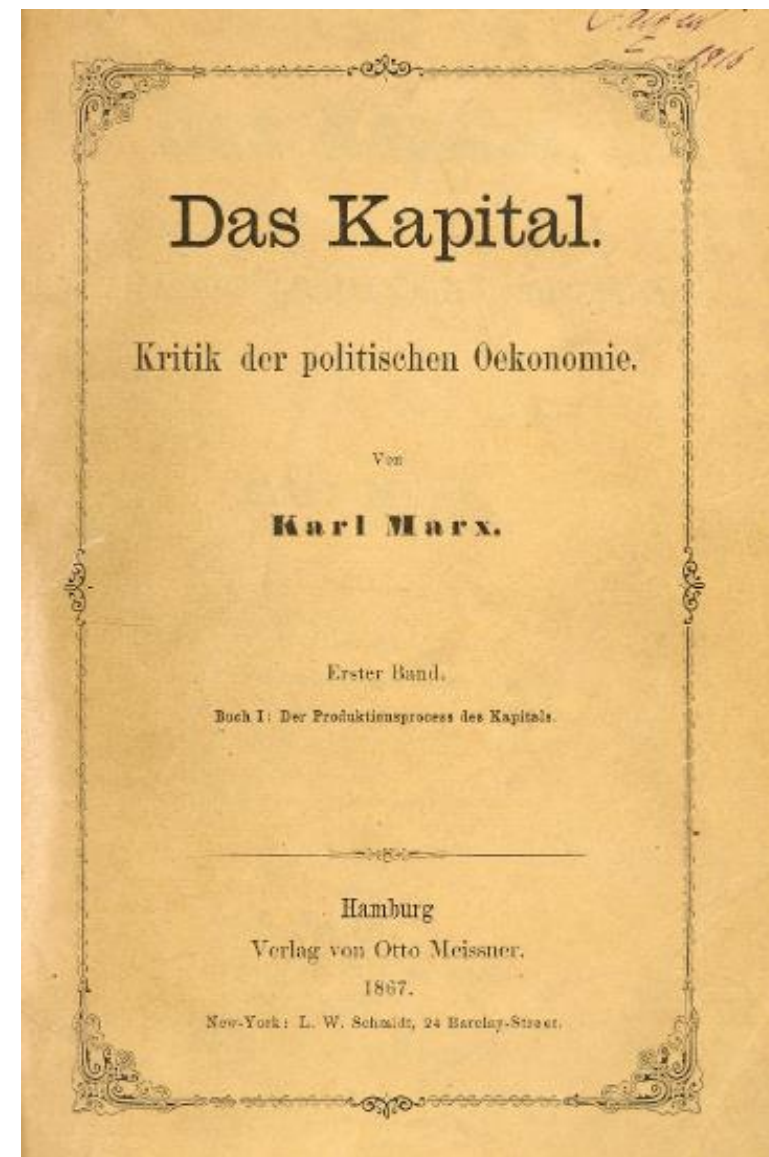 Das Kapital.
Kritik der politischen Oekonomie.
Von
Karl Marx.
Erster Band.
Buch I: Der Produktionsprocess des Kapitals.
Hamburg
Verlag von Otto Meissner.
1867.
New-York: L. W. Schmidt, 24 Barclay-Street.